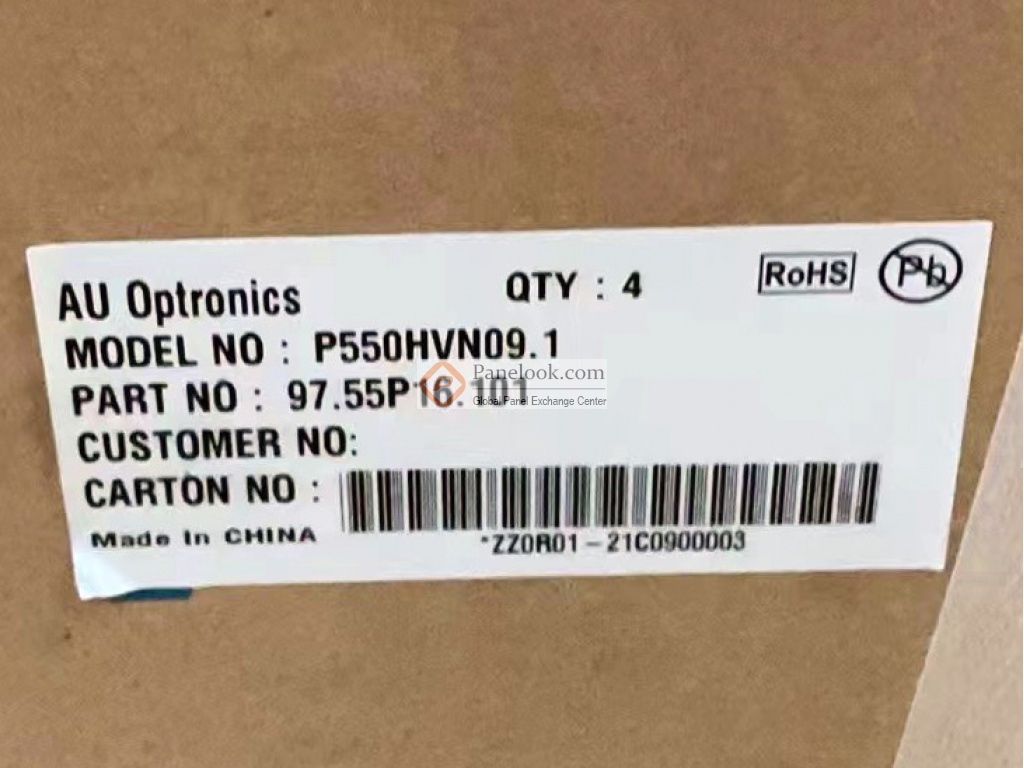 AU Optronics QTY : 4 RoHS Pb
MODEL NO : P550HVN09.1
Panelook.com
PART NO : 97.55P16.101
Global Panel Exchange Center
CUSTOMER NO:
CARTON NO :
Made In CHINA *ZZ0R01-21C0900003